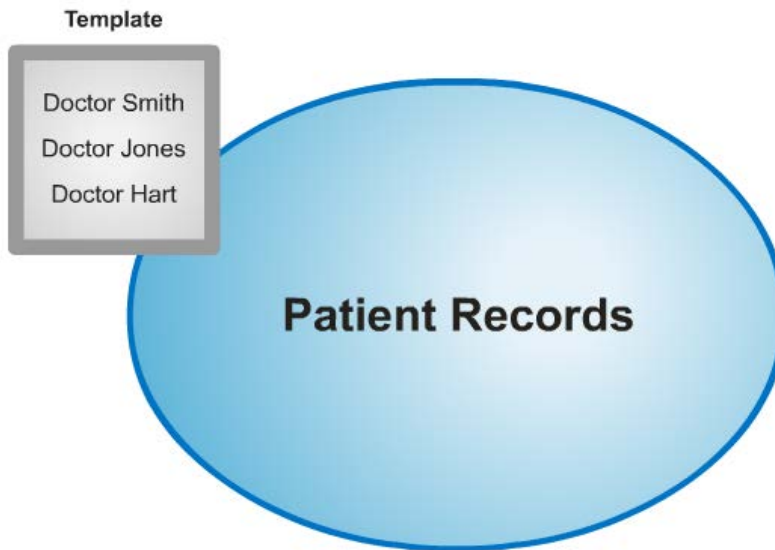 Template
Doctor Smith
Doctor Jones
Doctor Hart
Patient Records